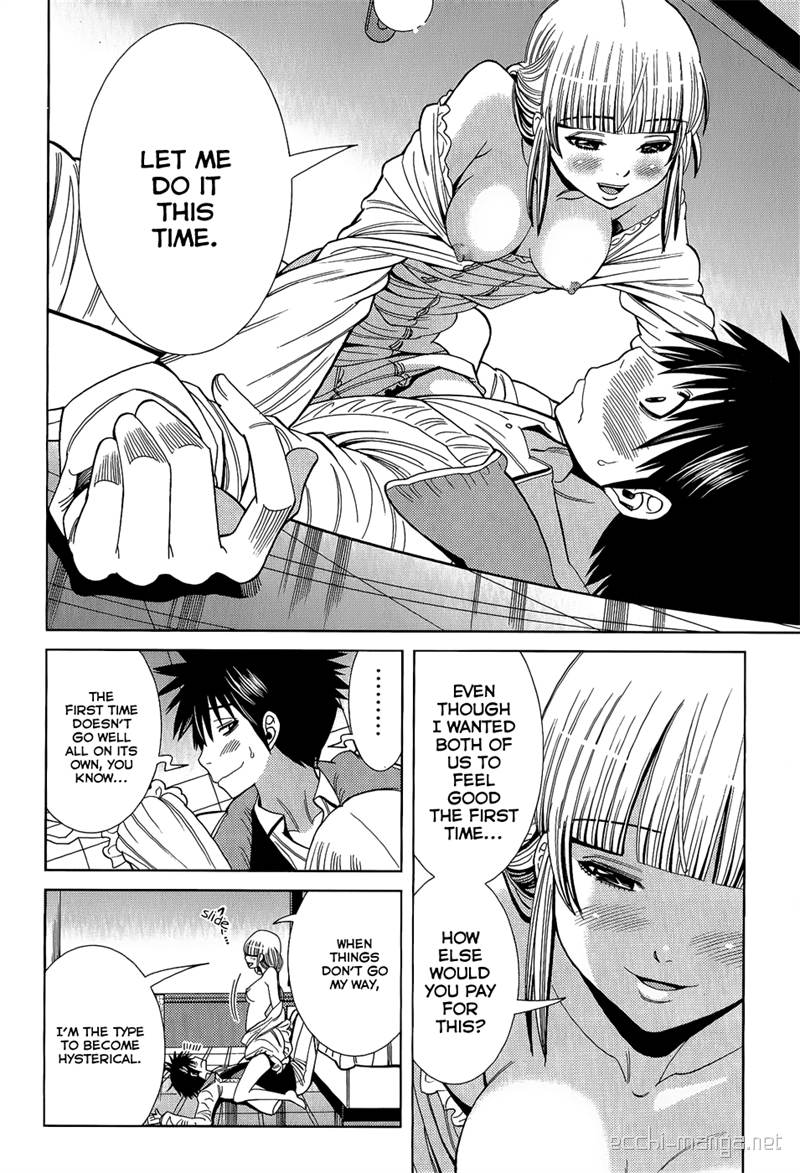 LET ME
DO IT
THIS
TIME.
EVEN
THOUGH
I WANTED
BOTH OF
US TO
FEEL
GOOD
THE FIRST
TIME...
HOW
ELSE
WOULD
YOU PAY
FOR
THIS?
.........
THE
FIRST TIME
DOESN'T
GO WELL
ALL ON ITS
OWN, YOU
KNOW...
WHEN
THINGS
DON'T GO
MY WAY,
slide
I'M THE TYPE
TO BECOME
HYSTERICAL.
ecchi-manga.net